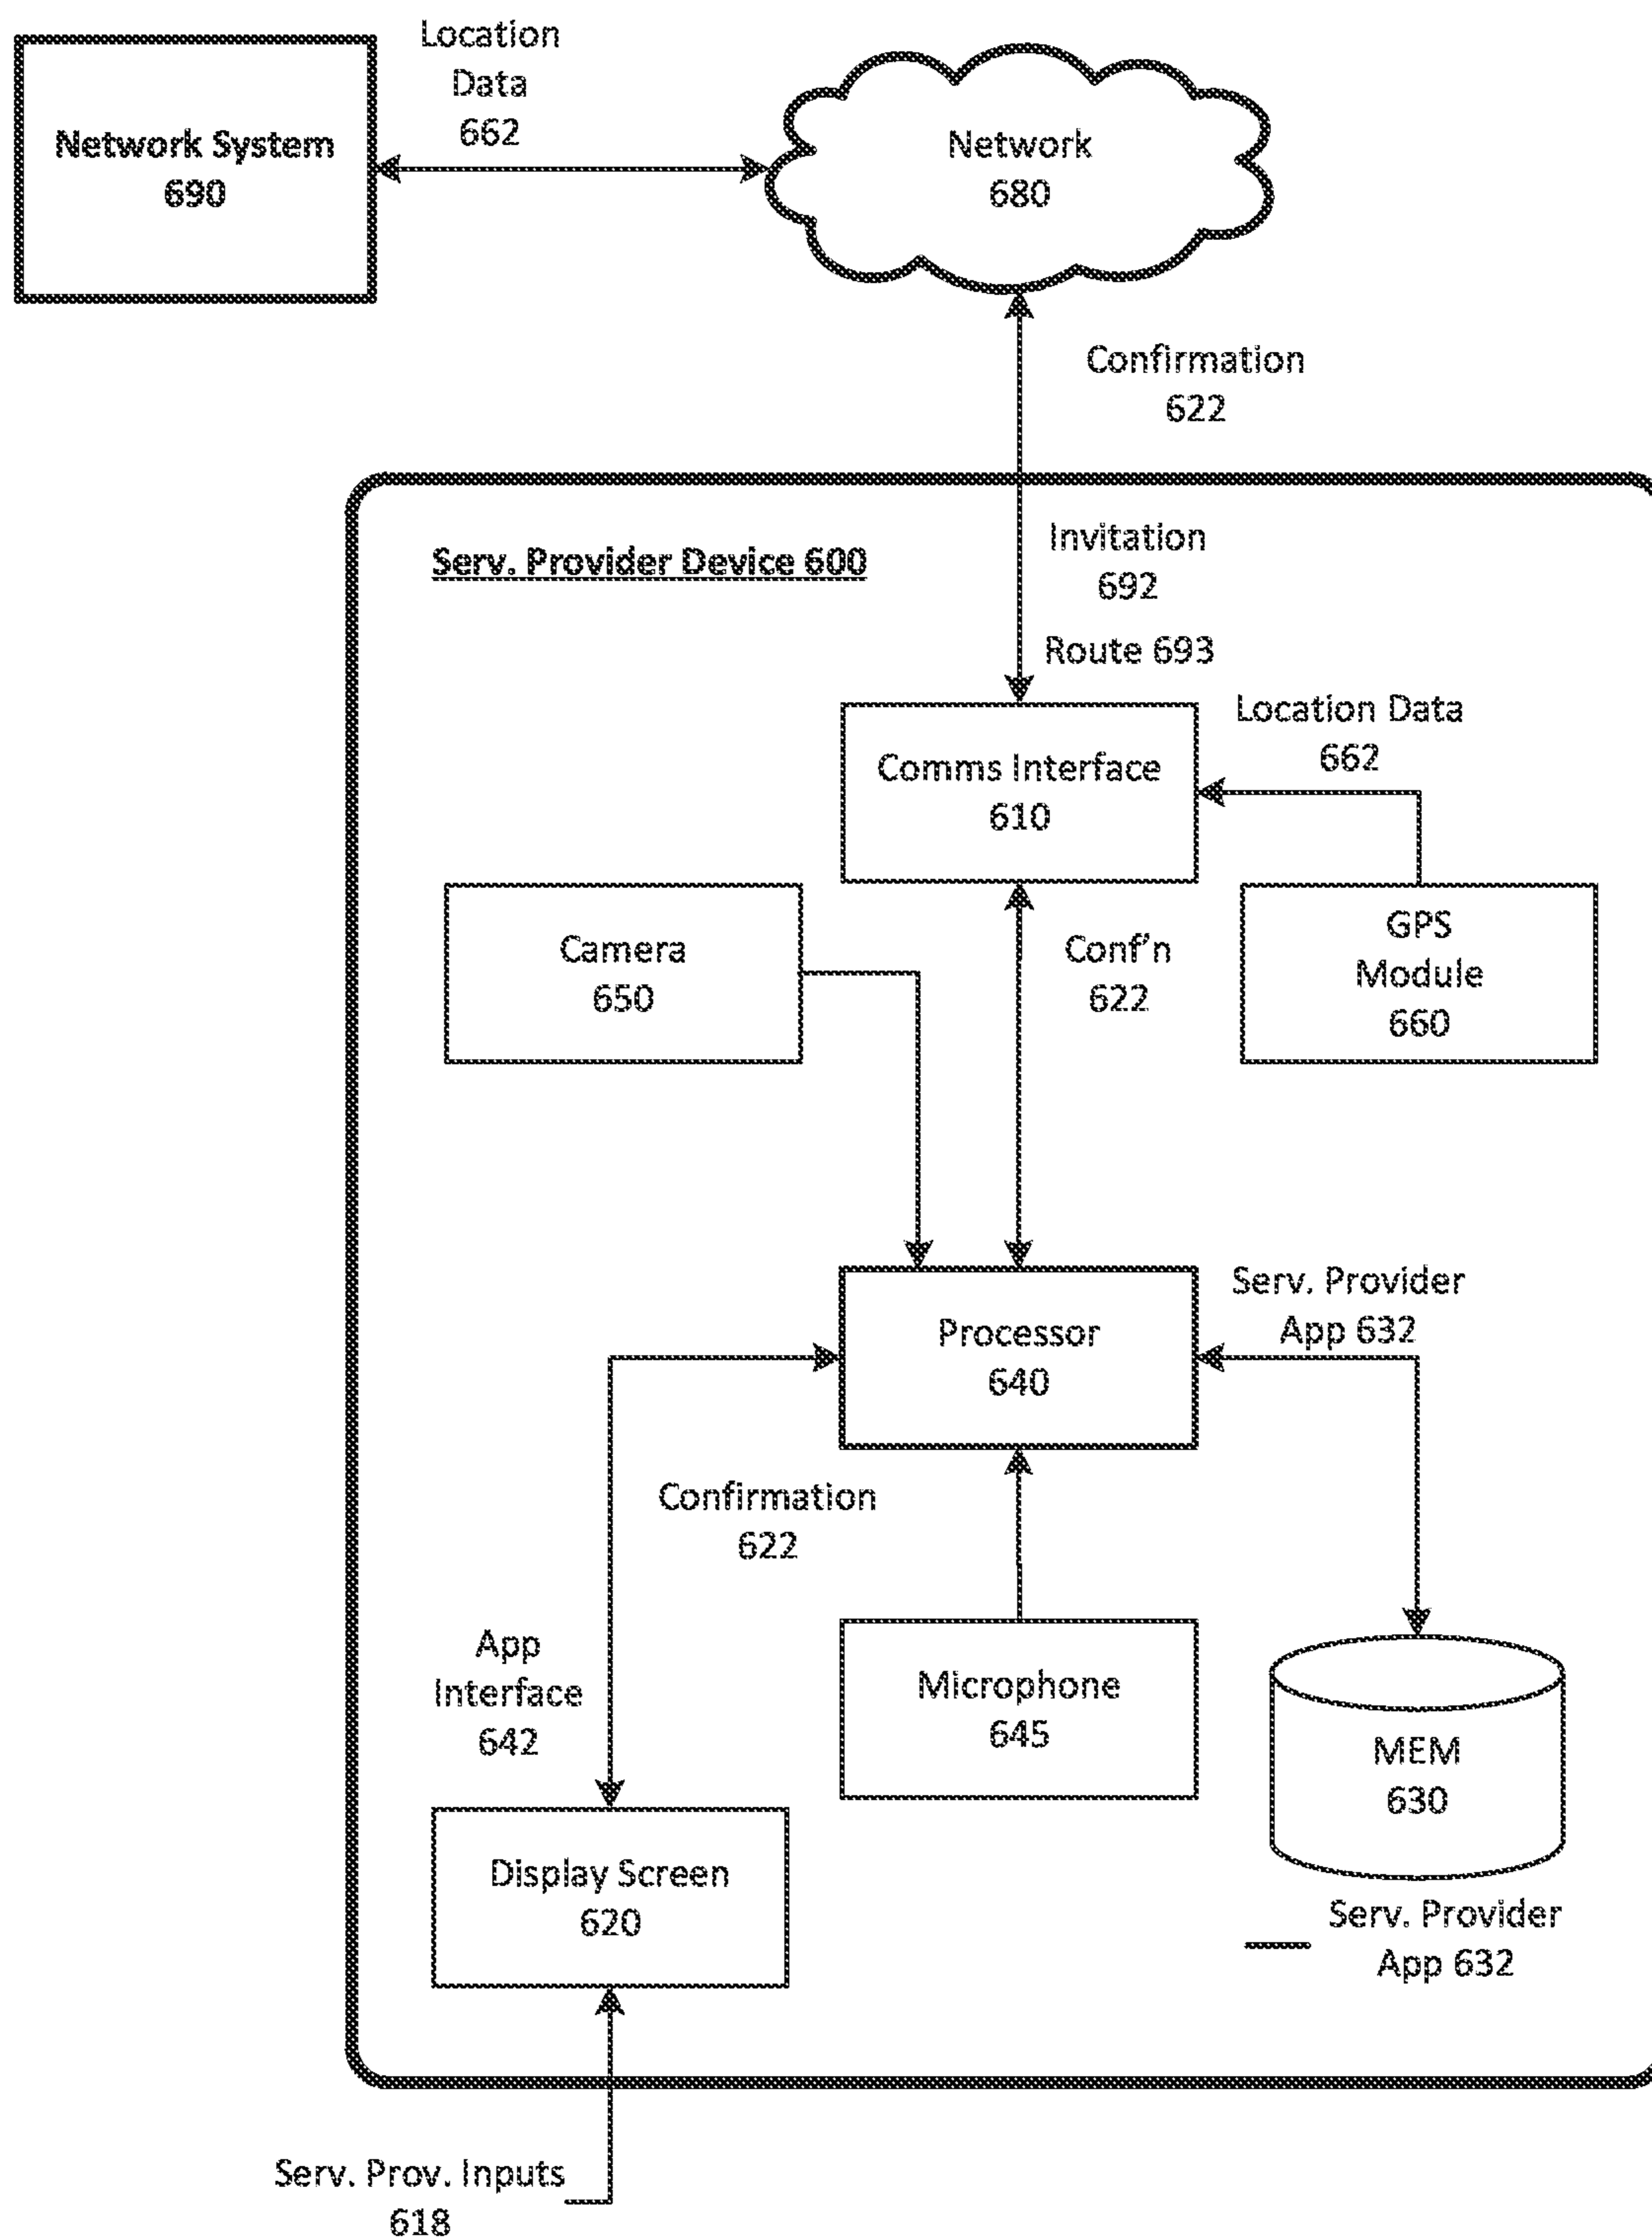 Location
Data
662
Network System
690
Network
680
Confirmation
622
Serv. Provider Device 600
Invitation
692
Route 693
Location Data
662
Comms Interface
610
Camera
650
Conf'n
622
GPS
Module
660
Serv. Provider
App 632
Processor
640
Confirmation
622
App
Interface
642
Microphone
645
MEM
630
Display Screen
620
Serv. Provider
App 632
Serv. Prov. Inputs
618